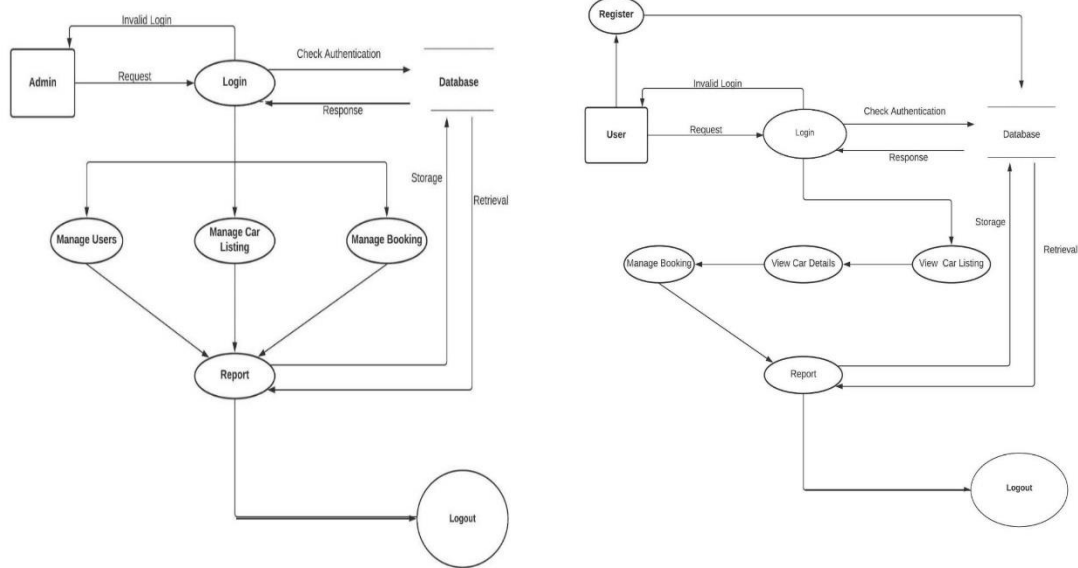 Invalid Login
Admin
Request
Login
Check Authentication
Response
Database
Storage
Retrieval
Manage Users
Manage Car
Listing
Manage Booking
Report
Logout
Register
Invalid Login
User
Request
Login
Check Authentication
Response
Database
Storage
Retrieval
Manage Booking
View Car Details
View Car Listing
Report
Logout